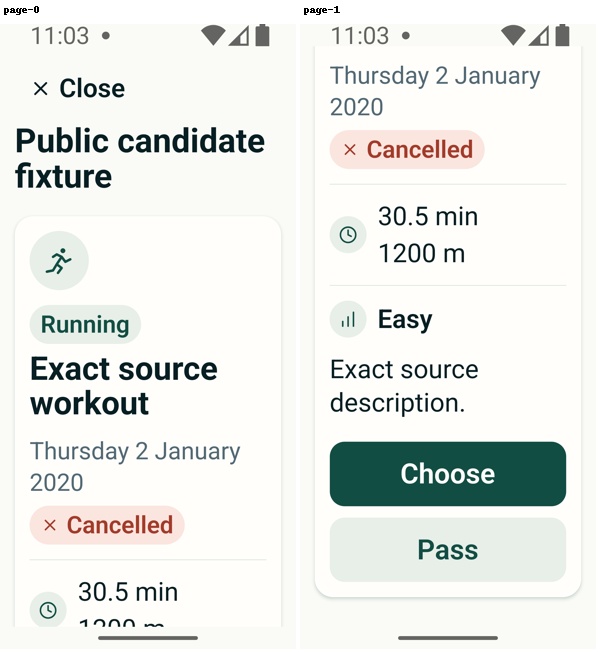 page-0
11:03
Close
Public candidate
fixture
Running
Exact source
workout
Thursday 2 January
2020
Cancelled
30.5 min
1200 m
page-1
11:03
Thursday 2 January
2020
Cancelled
30.5 min
1200 m
Easy
Exact source
description.
Choose
Pass